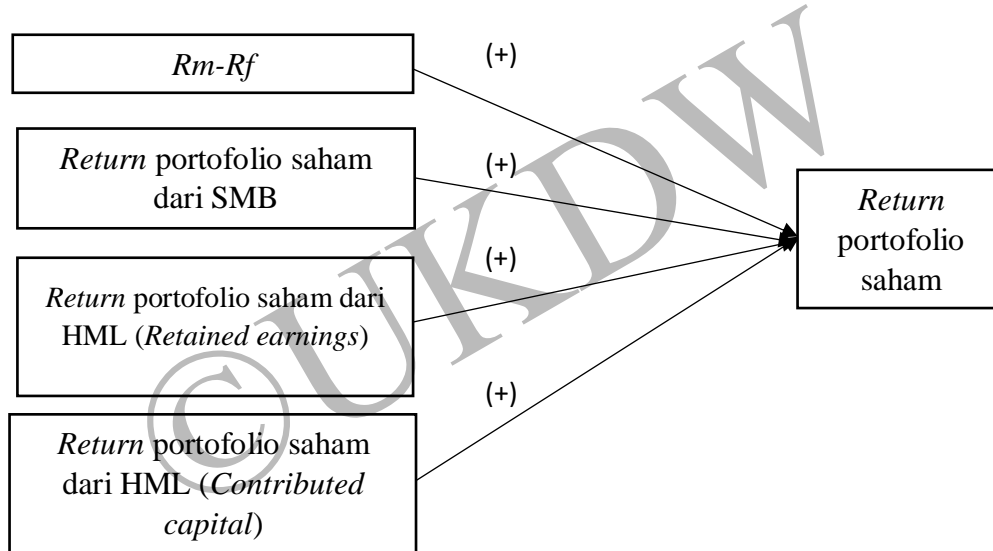 Rm-Rf
(+)
Return portofolio saham
dari SMB
(+)
Return portofolio saham dari
HML (Retained earnings)
(+)
Return portofolio saham
dari HML (Contributed
capital)
(+)
Return
portofolio
saham
©UKDW